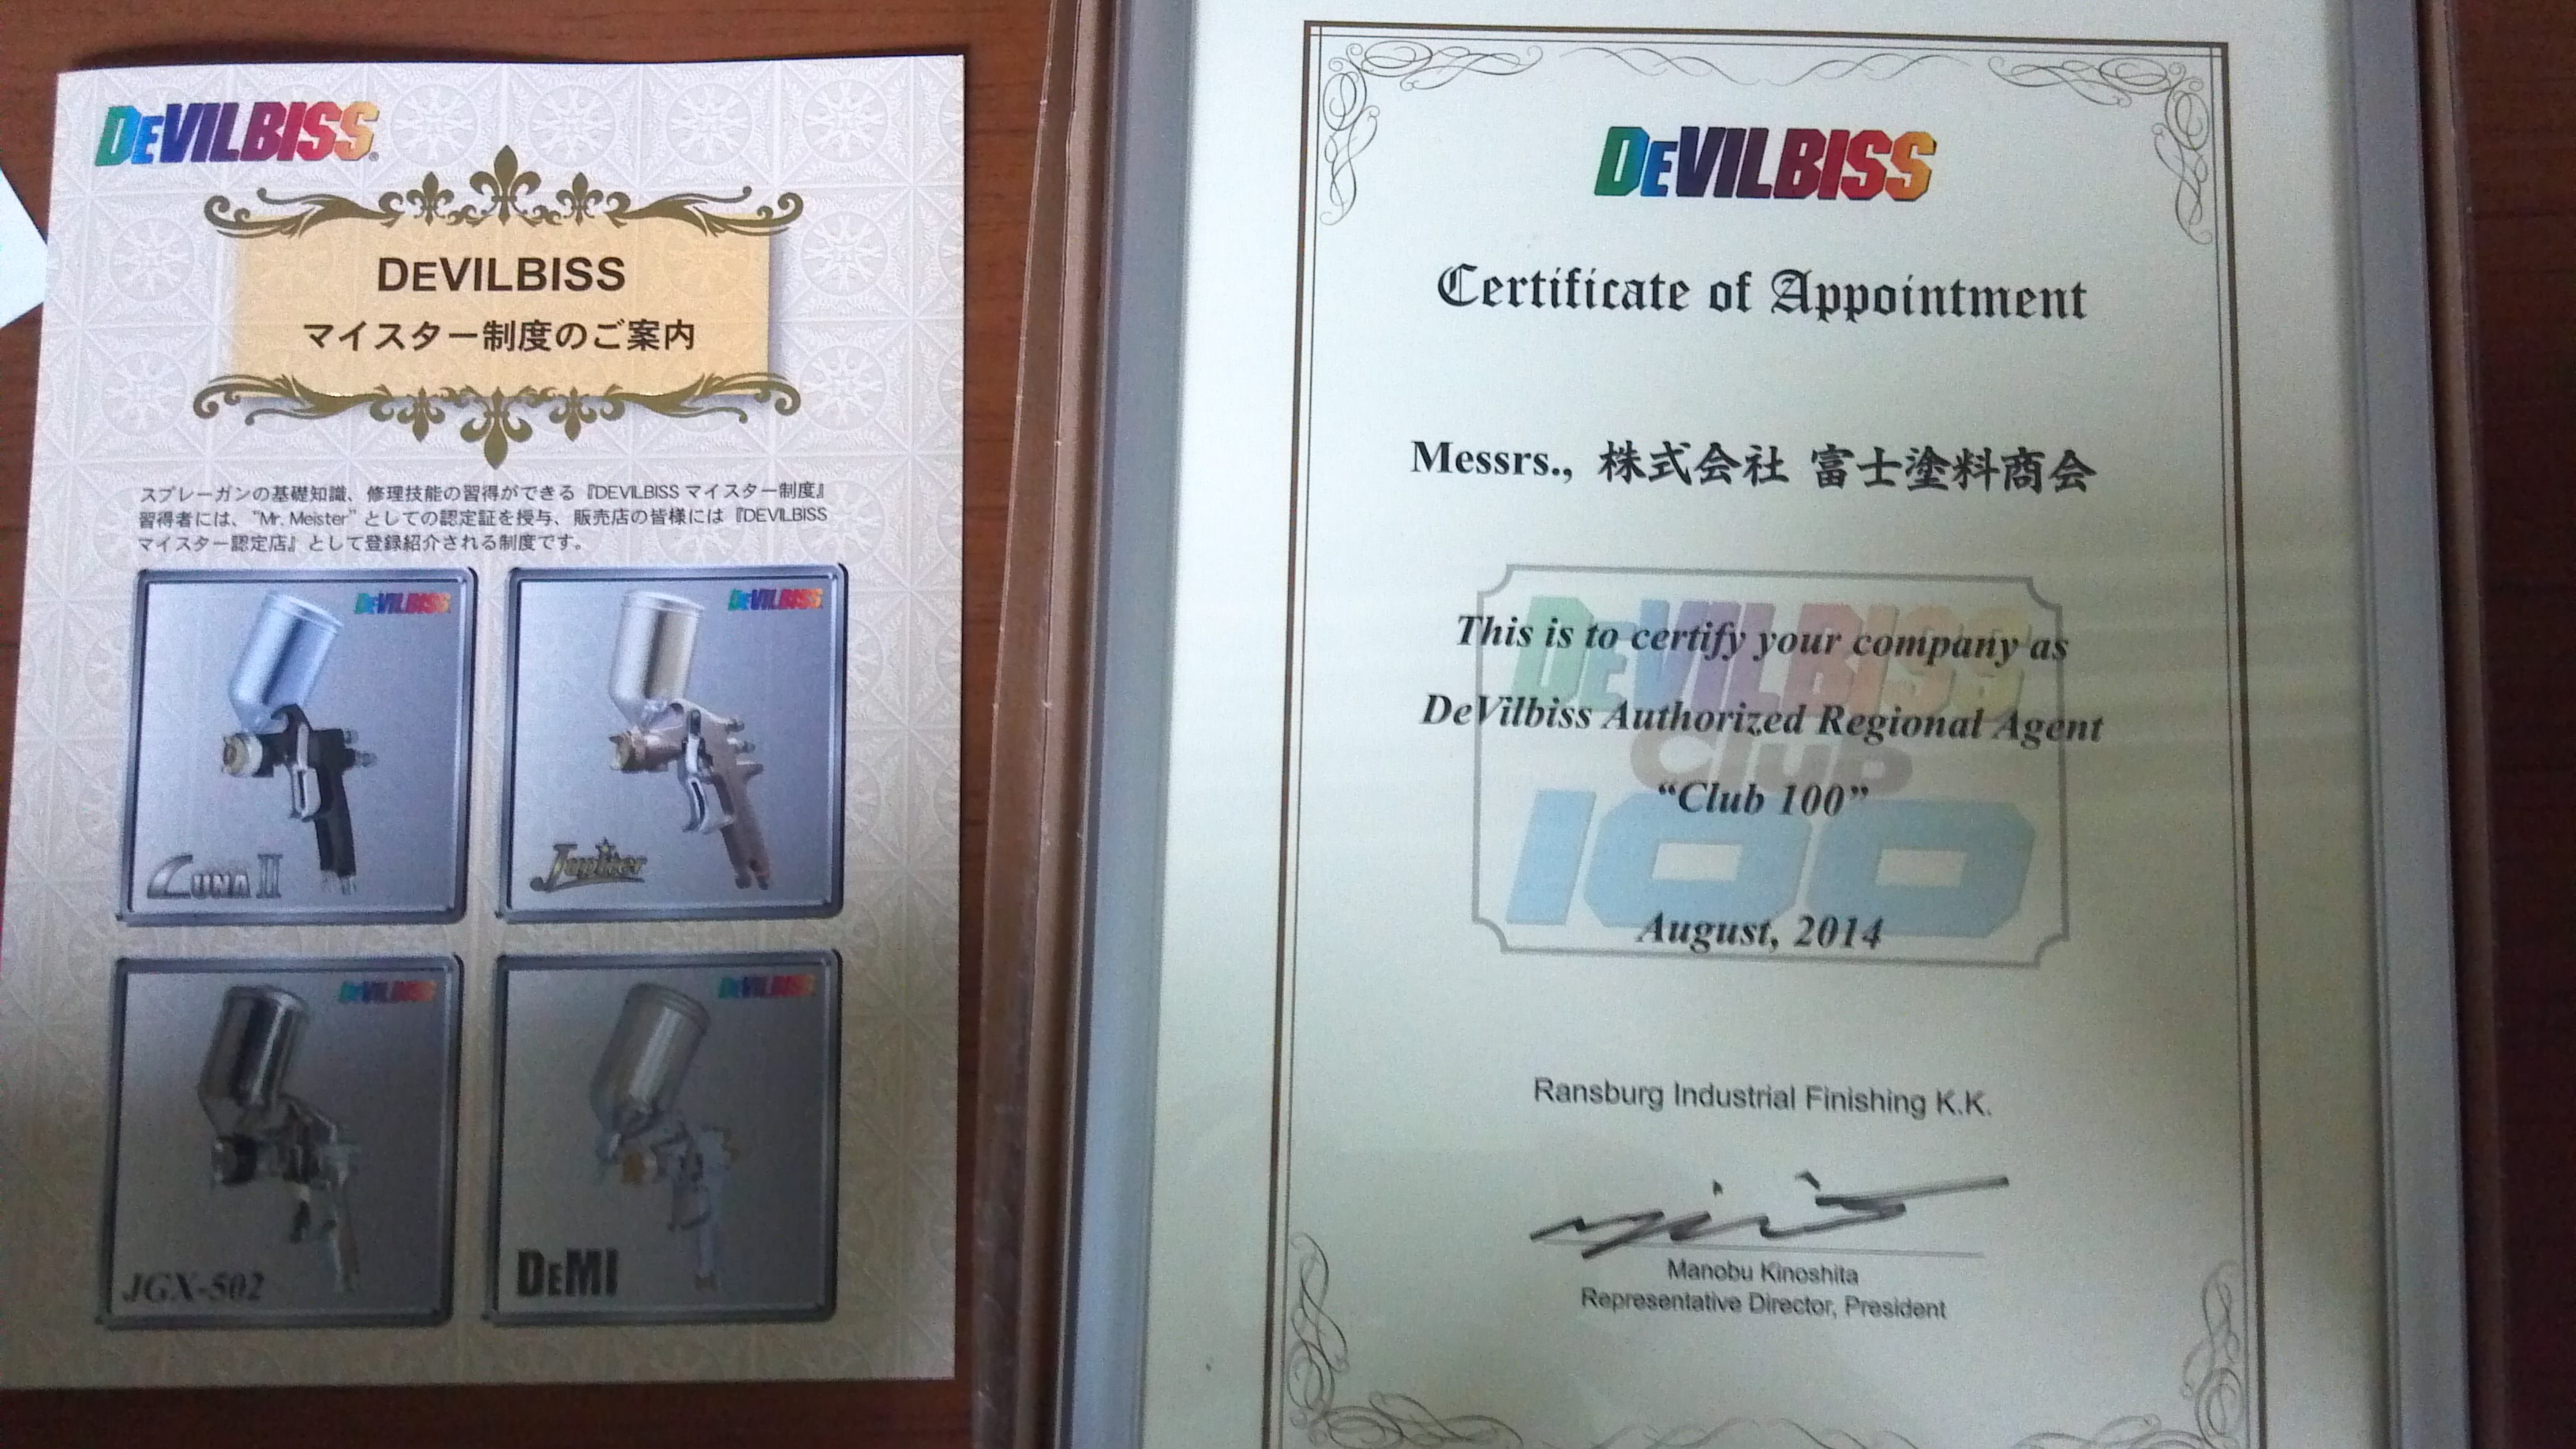 DEVILBISS
DEVILBISS
マイスター制度のご案内
スプレーガンの基礎知識、修理技能の習得ができる『DEVILBISS マイスター制度』
習得者には、"Mr. Meister" としての認定証を授与、販売店の皆様には『DEVILBISS
マイスター認定店』として登録紹介される制度です。
DEVILBISS
LUNA II
DEVILBISS
Jupiter
DEVILBISS
JGX-502
DEVILBISS
DEMI
DEVILBISS
Certificate of Appointment
Messrs., 株式会社 富士塗料商会
This is to certify your company as
DeVilbiss Authorized Regional Agent
“Club 100”
August, 2014
DEVILBISS
Club
100
Ransburg Industrial Finishing K.K.
Manobu Kinoshita
Representative Director, President